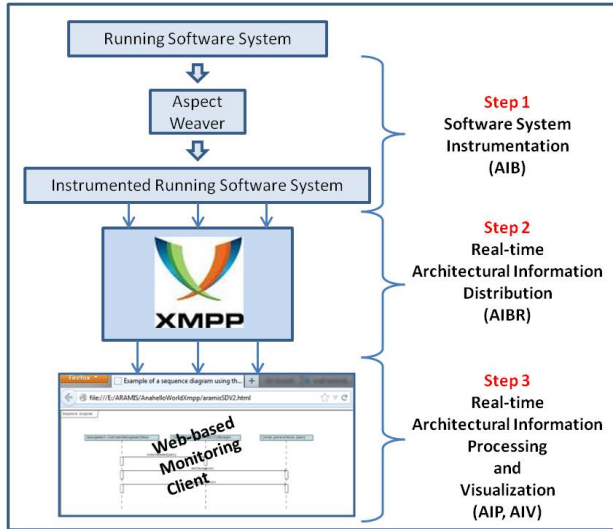 Running Software System
Aspect
Weaver
Instrumented Running Software System
XMPP
Example of a sequence diagram using th...
file:///E:/ARAMIS/AnahelloWorldXmpp/aramisSDV2.html
Web-based
Monitoring
Client
Step 1
Software System
Instrumentation
(AIB)
Step 2
Real-time
Architectural Information
Distribution
(AIBR)
Step 3
Real-time
Architectural Information
Processing
and
Visualization
(AIP, AIV)